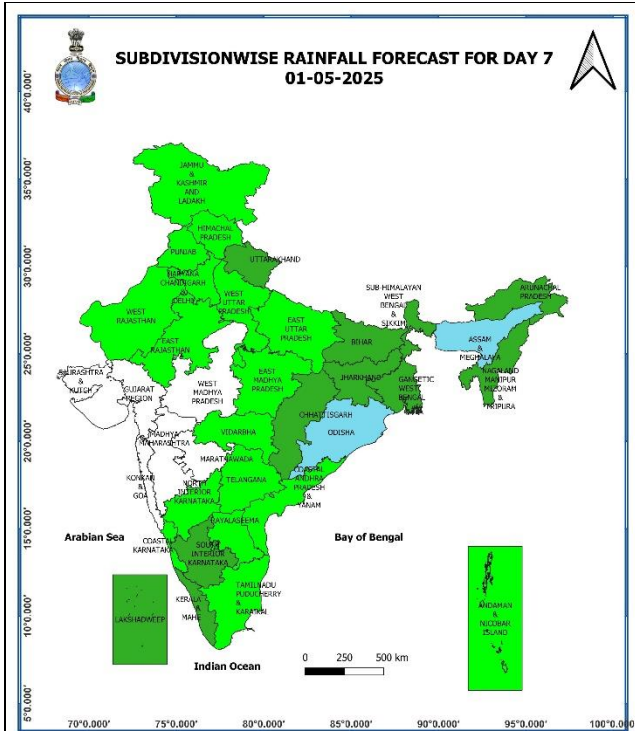 SUBDIVISIONWISE RAINFALL FORECAST FOR DAY 7
01-05-2025
40°0.000'
35°0.000'
30°0.000'
25°0.000'
20°0.000'
15°0.000'
10°0.000'
5°0.000'
JAMMU
&
KASHMIR
AND
LADAKH
HIMACHAL
PRADESH
PUNJAB
UTTARAKHAND
HARYANA
CHANDIGARH
&
DELHI
WEST
UTTAR
PRADESH
WEST
RAJASTHAN
EAST
RAJASTHAN
EAST
UTTAR
PRADESH
SUB-HIMALAYAN
WEST
BENGAL
&
SIKKIM
ARUNACHAL
PRADESH
ASSAM
&
MEGHALAYA
NAGALAND
MANIPUR
MIZORAM
&
TRIPURA
BIHAR
JHARKHAND
GANGETIC
WEST
BENGAL
SAURASHTRA
&
KUTCH
GUJARAT
REGION
WEST
MADHYA
PRADESH
EAST
MADHYA
PRADESH
CHHATTISGARH
ODISHA
VIDARBHA
MADHYA
MAHARASHTRA
MARATHAWADA
KONKAN
&
GOA
NORTH
INTERIOR
KARNATAKA
TELANGANA
COASTAL
ANDHRA
PRADESH
&
YANAM
RAYALASEEMA
COASTAL
KARNATAKA
SOUTH
INTERIOR
KARNATAKA
Arabian Sea
Bay of Bengal
TAMILNADU
PUDUCHERRY
&
KARAIKAL
KERALA
&
MAHE
LAKSHADWEEP
ANDAMAN
&
NICOBAR
ISLAND
Indian Ocean
0 250 500 km
70°0.000' 75°0.000' 80°0.000' 85°0.000' 90°0.000' 95°0.000' 100°0.0